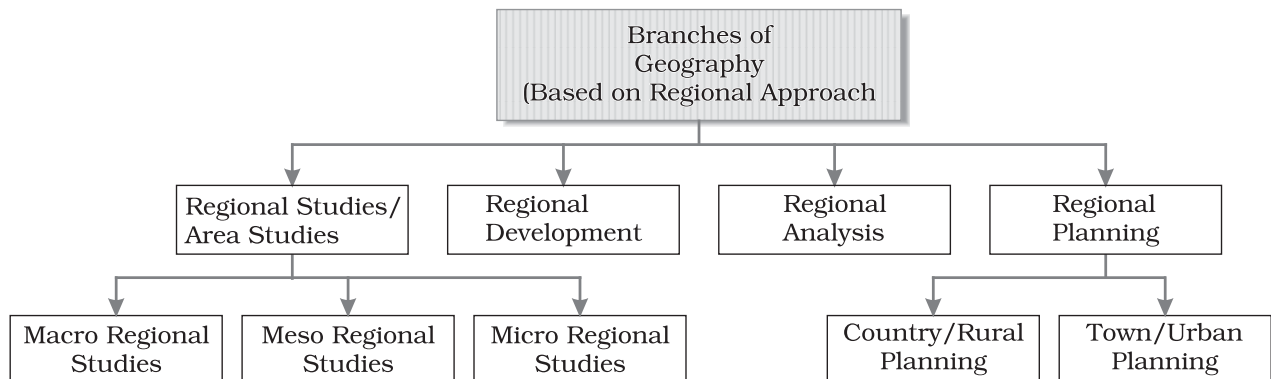 Branches of
Geography
(Based on Regional Approach
Regional Studies/
Area Studies
Regional
Development
Regional
Analysis
Regional
Planning
Macro Regional
Studies
Meso Regional
Studies
Micro Regional
Studies
Country/Rural
Planning
Town/Urban
Planning